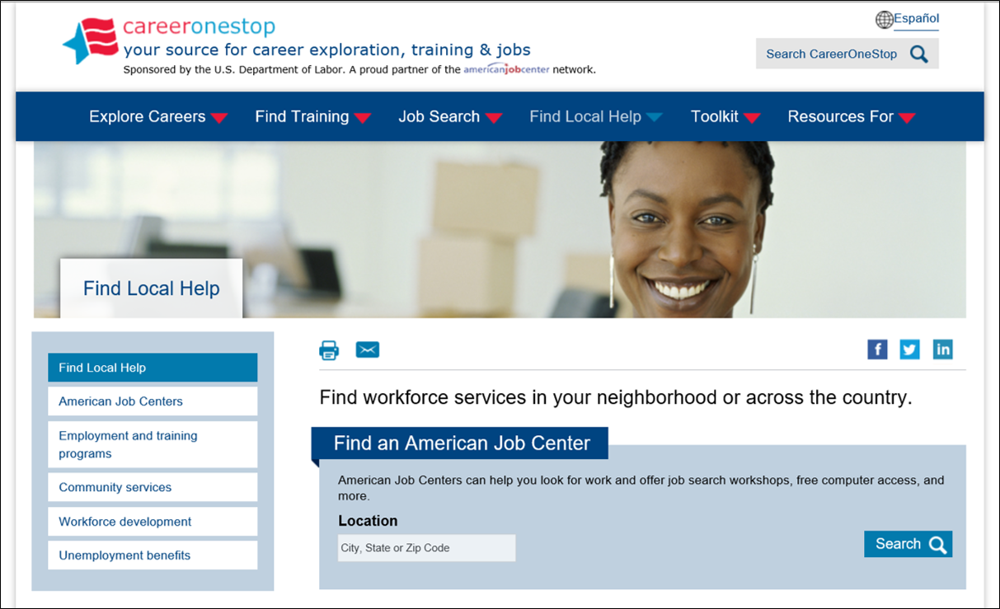 careeronestop
Español
your source for career exploration, training & jobs
Search CareerOneStop
Sponsored by the U.S. Department of Labor. A proud partner of the americanjobcenter network.
Explore Careers Find Training Job Search Find Local Help Toolkit Resources For
Find Local Help
Find Local Help
American Job Centers
Employment and training
programs
Community services
Workforce development
Unemployment benefits
f in
Find workforce services in your neighborhood or across the country.
Find an American Job Center
American Job Centers can help you look for work and offer job search workshops, free computer access, and
more.
Location
City, State or Zip Code
Search